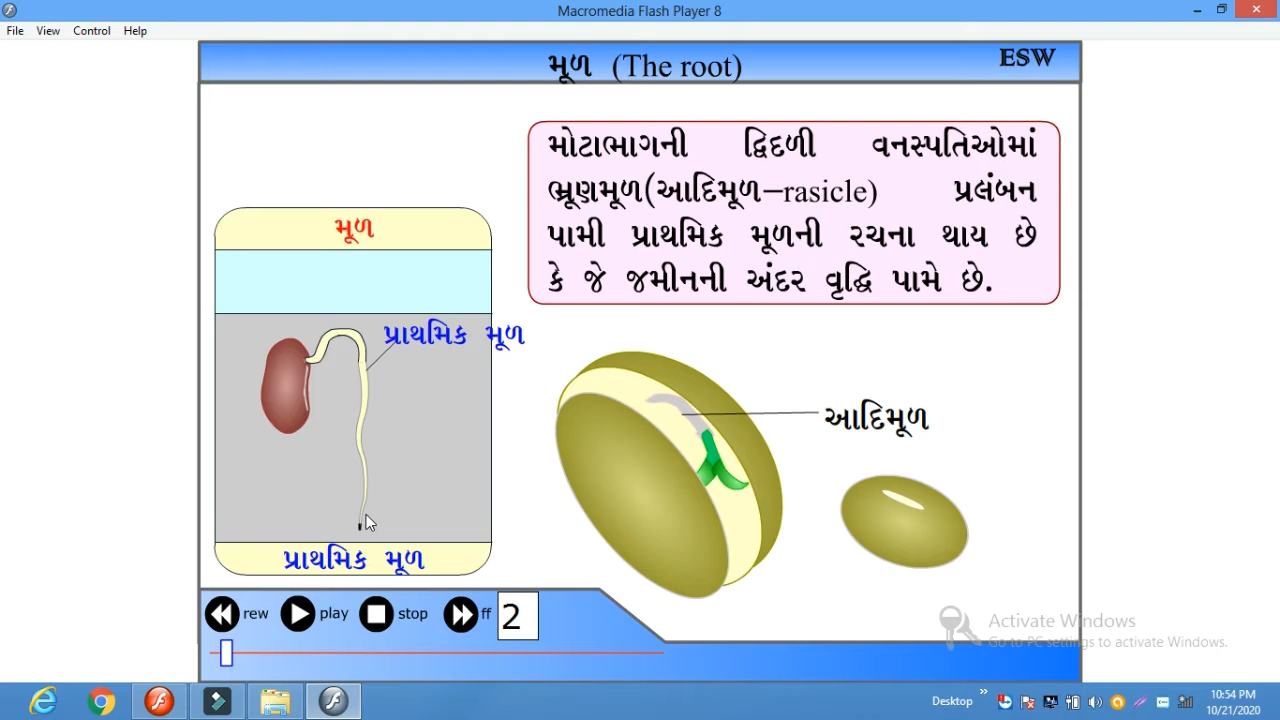 Macromedia Flash Player 8
File View Control Help
મૂળ (The root)
ESW
મોટાભાગની દ્વિદળી વનસ્પતિઓમાં
ભ્રૂણમૂળ(આદિમૂળ–rasicle) પ્રલંબન
પામી પ્રાથમિક મૂળની રચના થાય છે
કે જે જમીનની અંદર વૃદ્ધિ પામે છે.
મૂળ
પ્રાથમિક મૂળ
આદિમૂળ
પ્રાથમિક મૂળ
rew play stop ff 2
Activate Windows
Go to PC settings to activate Windows.
Desktop
10:54 PM
10/21/2020